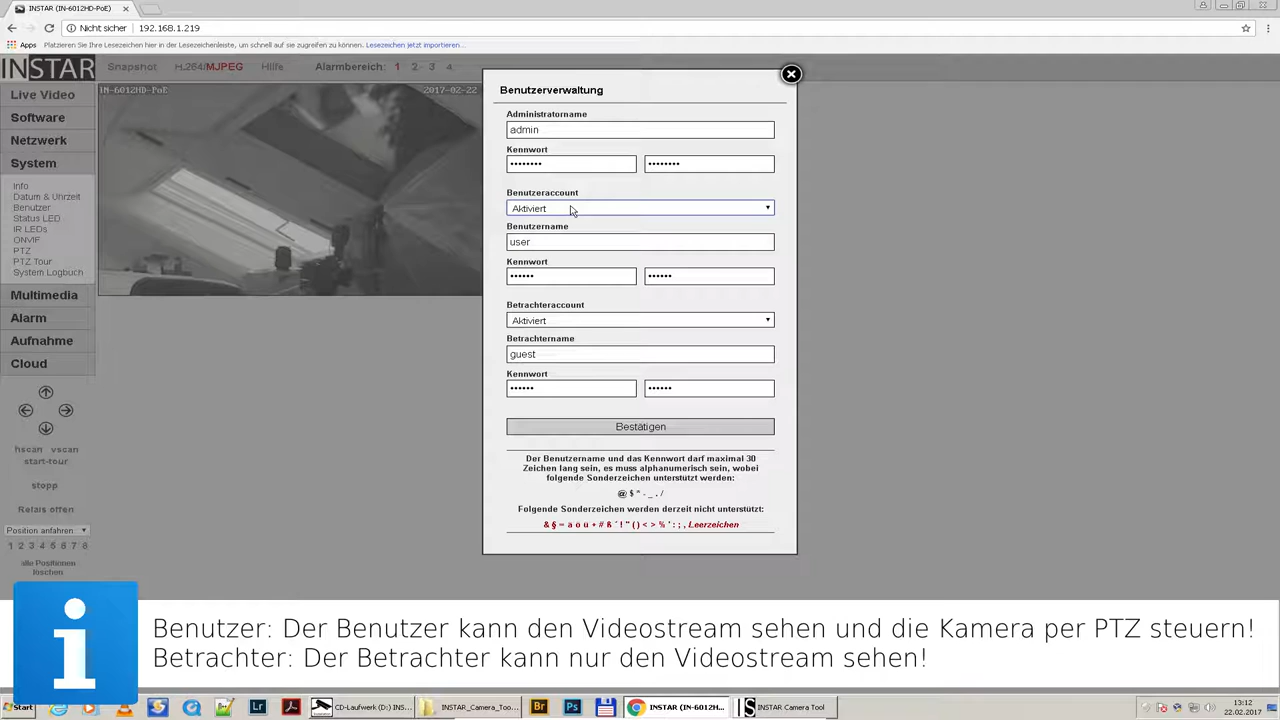 INSTAR (IN-6012HD-PoE)
Nicht sicher | 192.168.1.219
Apps Platzieren Sie Ihre Lesezeichen hier in der Lesezeichenleiste, um schnell auf sie zugreifen zu können. Lesezeichen jetzt importieren...
INSTAR Snapshot H.264/MJPEG Hilfe Alarmbereich: 1 2 3 4
IN-6012HD-PoE 2017-02-22
Live Video
Software
Netzwerk
System
Info
Datum & Uhrzeit
Benutzer
Status LED
IR LEDs
ONVIF
PTZ
PTZ Tour
System Logbuch
Multimedia
Alarm
Aufnahme
Cloud
hscan vscan
start-tour
stopp
Relais offen
Position anfahren
1 2 3 4 5 6 7 8
alle Positionen
löschen
Benutzerverwaltung
Administratorname
admin
Kennwort
•••••••• ••••••••
Benutzeraccount
Aktiviert
Benutzername
user
Kennwort
•••••• ••••••
Betrachteraccount
Aktiviert
Betrachtername
guest
Kennwort
•••••• ••••••
Bestätigen
Der Benutzername und das Kennwort darf maximal 30
Zeichen lang sein, es muss alphanumerisch sein, wobei
folgende Sonderzeichen unterstützt werden:
@ $ * - _ . /
Folgende Sonderzeichen werden derzeit nicht unterstützt:
& § = ä ö ü + # ß ´ ! " ( ) < > % ' : ; , Leerzeichen
i
Benutzer: Der Benutzer kann den Videostream sehen und die Kamera per PTZ steuern!
Betrachter: Der Betrachter kann nur den Videostream sehen!
Start Lr CD-Laufwerk (D:) INS... INSTAR_Camera_Too... Br Ps INSTAR (IN-6012H... INSTAR Camera Tool
13:12
22.02.2017